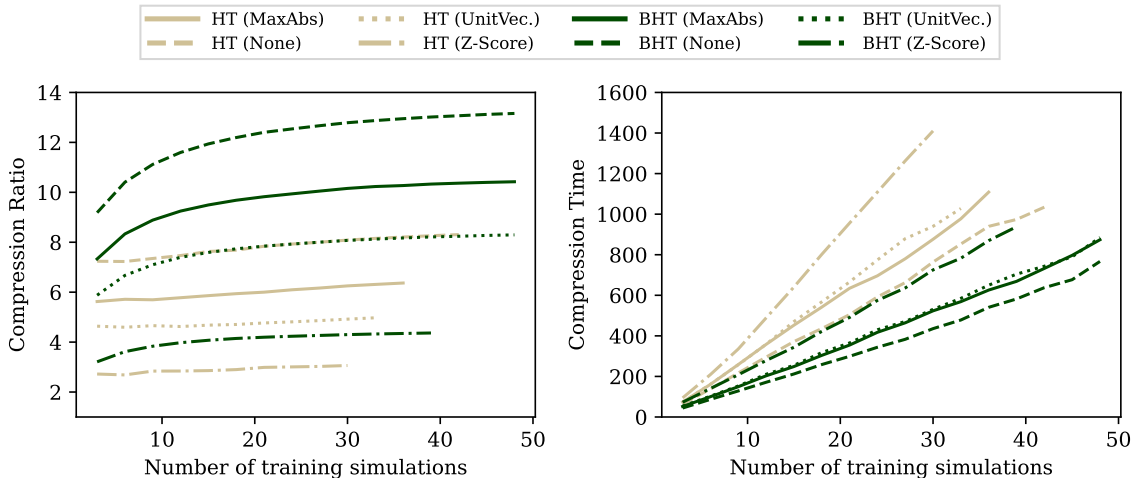 HT (MaxAbs) HT (UnitVec.) BHT (MaxAbs) BHT (UnitVec.)
HT (None) HT (Z-Score) BHT (None) BHT (Z-Score)
Compression Ratio
14
12
10
8
6
4
2
10 20 30 40 50
Number of training simulations
Compression Time
1600
1400
1200
1000
800
600
400
200
0
10 20 30 40 50
Number of training simulations